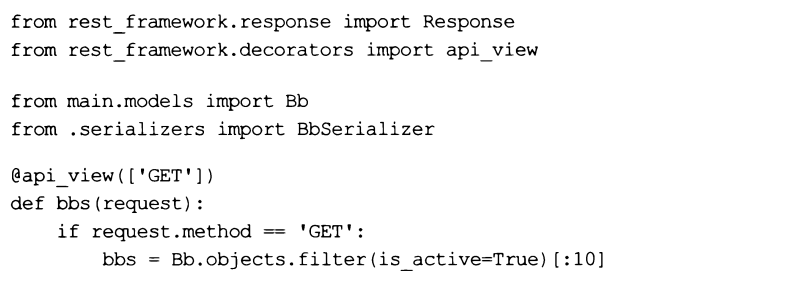 from rest_framework.response import Response
from rest_framework.decorators import api_view

from main.models import Bb
from .serializers import BbSerializer

@api_view(['GET'])
def bbs(request):
    if request.method == 'GET':
        bbs = Bb.objects.filter(is_active=True)[:10]